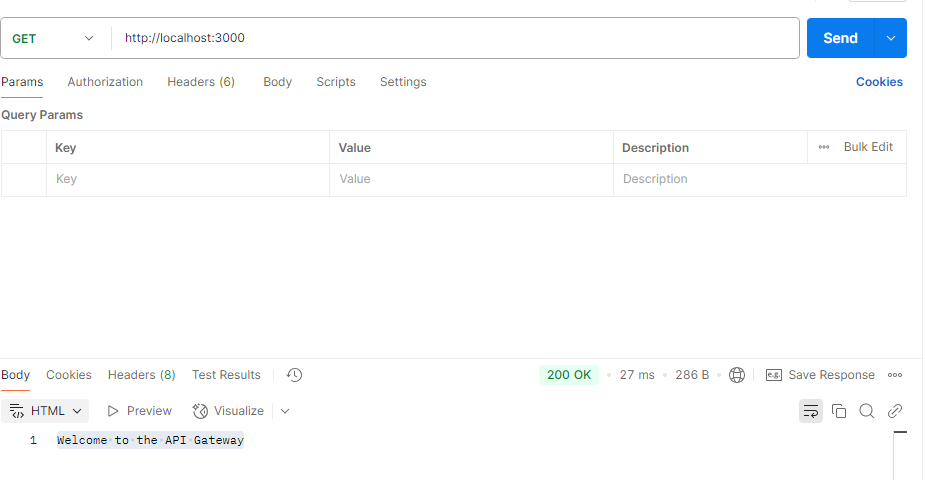 GET http://localhost:3000 Send
Params Authorization Headers (6) Body Scripts Settings Cookies
Query Params
Key Value Description Bulk Edit
Key Value Description
Body Cookies Headers (8) Test Results 200 OK 27 ms 286 B e.g. Save Response
HTML Preview Visualize
1 Welcome to the API Gateway